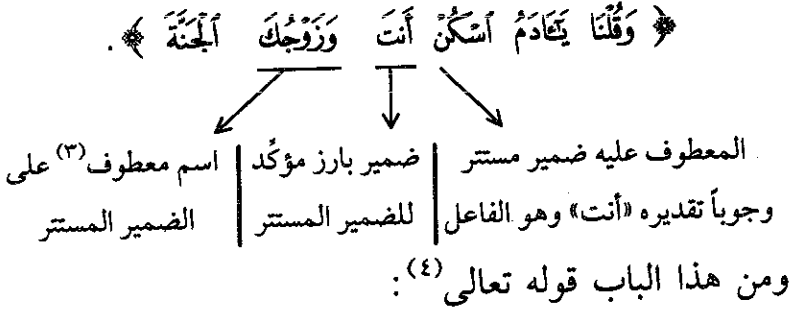 ﴿ وَقُلْنَا يَـٰٓـَٔادَمُ ٱسْكُنْ أَنتَ وَزَوْجُكَ ٱلْجَنَّةَ ﴾.
المعطوف عليه ضمير مستتر | ضمير بارز مؤكِّد | اسم معطوف(٣) على
وجوباً تقديره «أنت» وهو الفاعل | للضمير المستتر | الضمير المستتر
ومن هذا الباب قوله تعالى(٤):